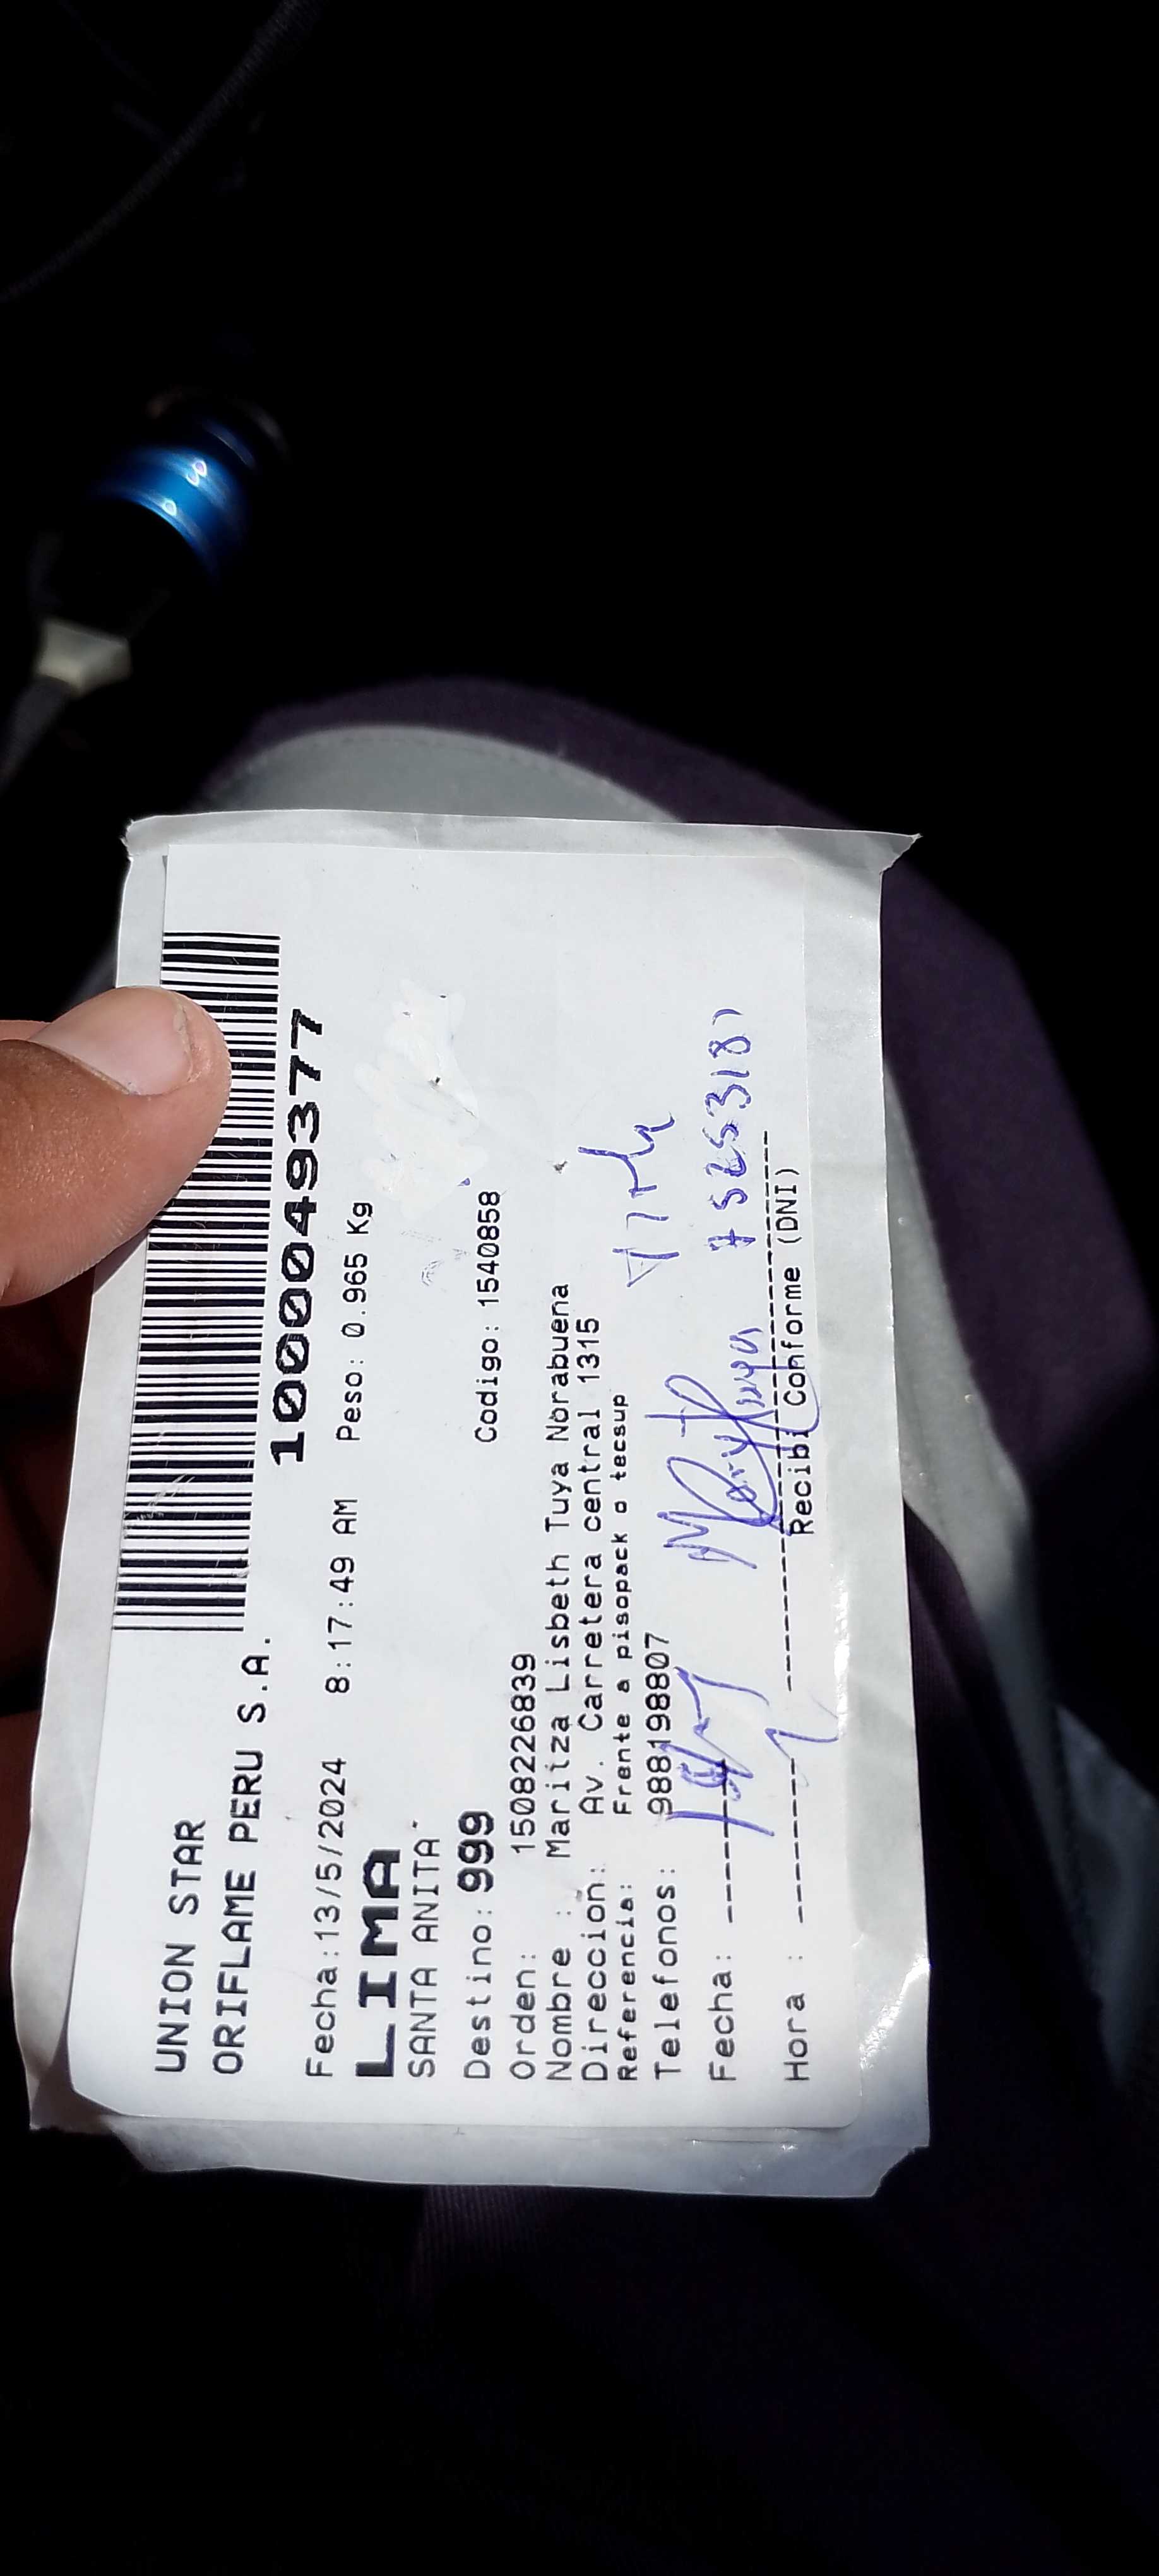 UNION STAR
ORIFLAME PERU S.A.
1000049377
Fecha:13/5/2024 8:17:49 AM Peso: 0.965 Kg
LIMA
SANTA ANITA
Destino: 999 Codigo: 1540858
Orden: 1508226839
Nombre : Maritza Lisbeth Tuya Norabuena
Direccion: Av. Carretera central 1315
Referencia: Frente a pisopack o tecsup
Telefonos: 988198807
Fecha:
Hora :
Recibi Conforme (DNI)